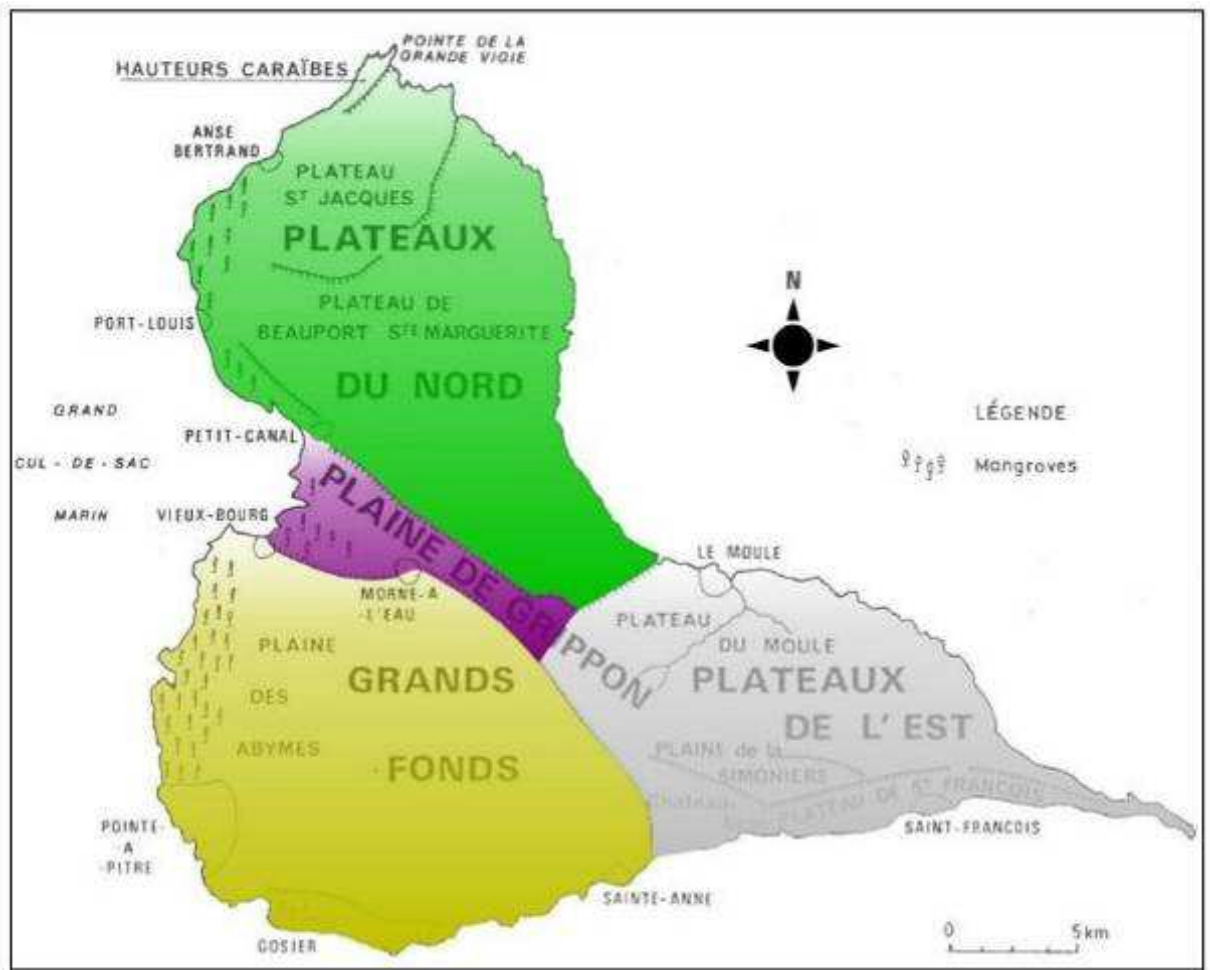 POINTE DE LA
GRANDE VIGIE
HAUTEURS CARAÏBES
ANSE
BERTRAND
PLATEAU
ST JACQUES
PLATEAUX
PORT-LOUIS
PLATEAU DE
BEAUPORT STE MARGUERITE
DU NORD
N
GRAND
CUL-DE-SAC
MARIN
LÉGENDE
Mangroves
PETIT-CANAL
VIEUX-BOURG
PLAINE DE GRIPPON
LE MOULE
MORNE-A
-L'EAU
PLATEAU
DU MOULE
PLAINE
DES
ABYMES
GRANDS
FONDS
PLATEAUX
DE L'EST
PLAINE de la
SIMONIERS
Chateau
PLATEAU DE ST FRANÇOIS
POINTE-
A
-PITRE
SAINT-FRANCOIS
SAINTE-ANNE
GOSIER
0 5km